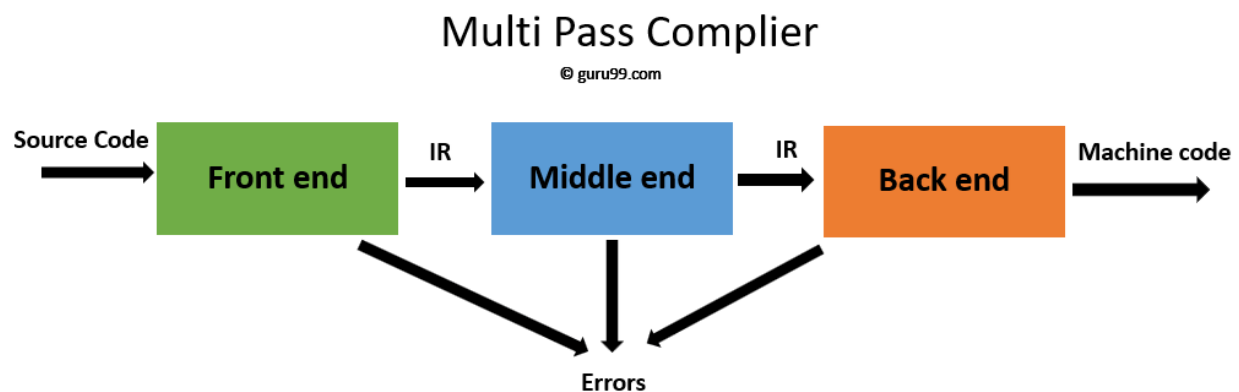 Multi Pass Complier
© guru99.com
Source Code
Front end
IR
Middle end
IR
Back end
Machine code
Errors